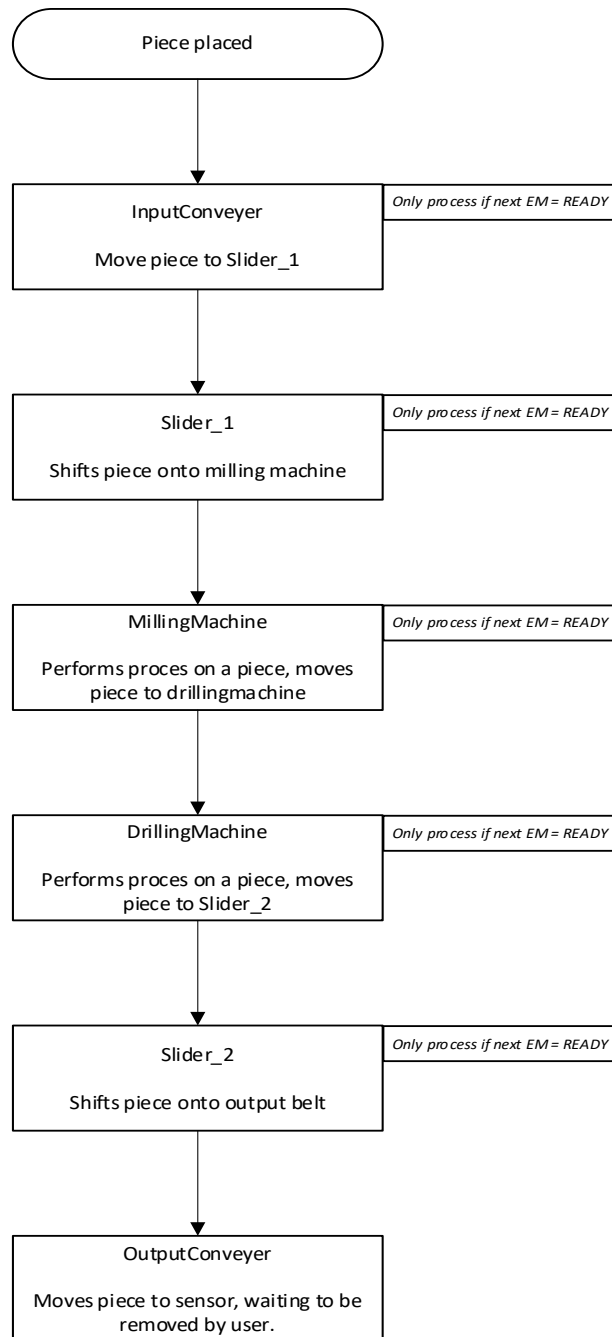 Piece placed
InputConveyer
Only process if next EM = READY
Move piece to Slider_1
Slider_1
Only process if next EM = READY
Shifts piece onto milling machine
MillingMachine
Only process if next EM = READY
Performs proces on a piece, moves
piece to drillingmachine
DrillingMachine
Only process if next EM = READY
Performs proces on a piece, moves
piece to Slider_2
Slider_2
Only process if next EM = READY
Shifts piece onto output belt
OutputConveyer
Moves piece to sensor, waiting to be
removed by user.